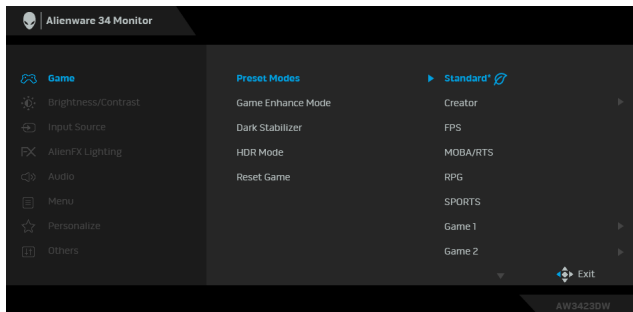 Alienware 34 Monitor
Game
Preset Modes
Standard*
Brightness/Contrast
Game Enhance Mode
Creator
Input Source
Dark Stabilizer
FPS
FX AlienFX Lighting
HDR Mode
MOBA/RTS
Audio
Reset Game
RPG
Menu
SPORTS
Personalize
Game 1
Others
Game 2
Exit
AW3423DW